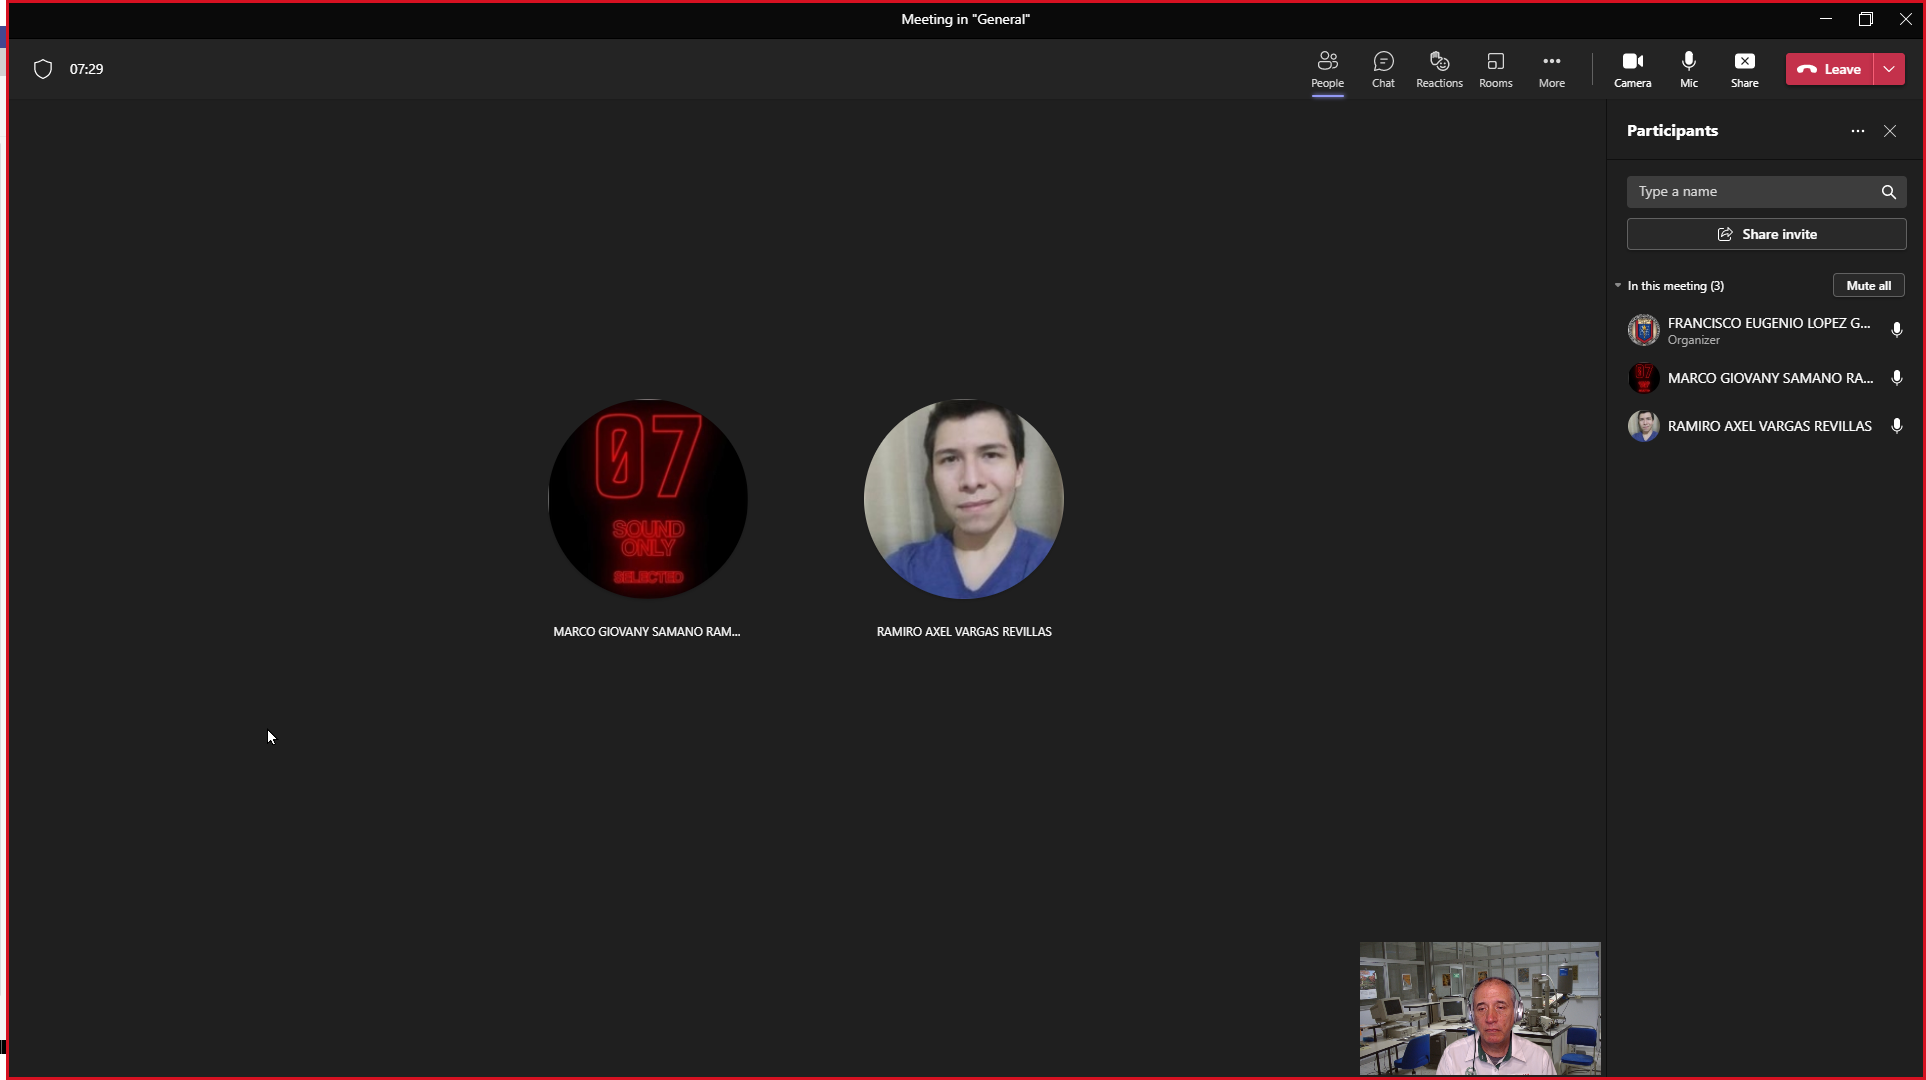 Meeting in "General"
07:29
People
Chat
Reactions
Rooms
More
Camera
Mic
Share
Leave
Participants
Type a name
Share invite
In this meeting (3)
Mute all
FRANCISCO EUGENIO LOPEZ G...
Organizer
MARCO GIOVANY SAMANO RA...
RAMIRO AXEL VARGAS REVILLAS
07
SOUND
ONLY
SELECTED
MARCO GIOVANY SAMANO RAM...
RAMIRO AXEL VARGAS REVILLAS